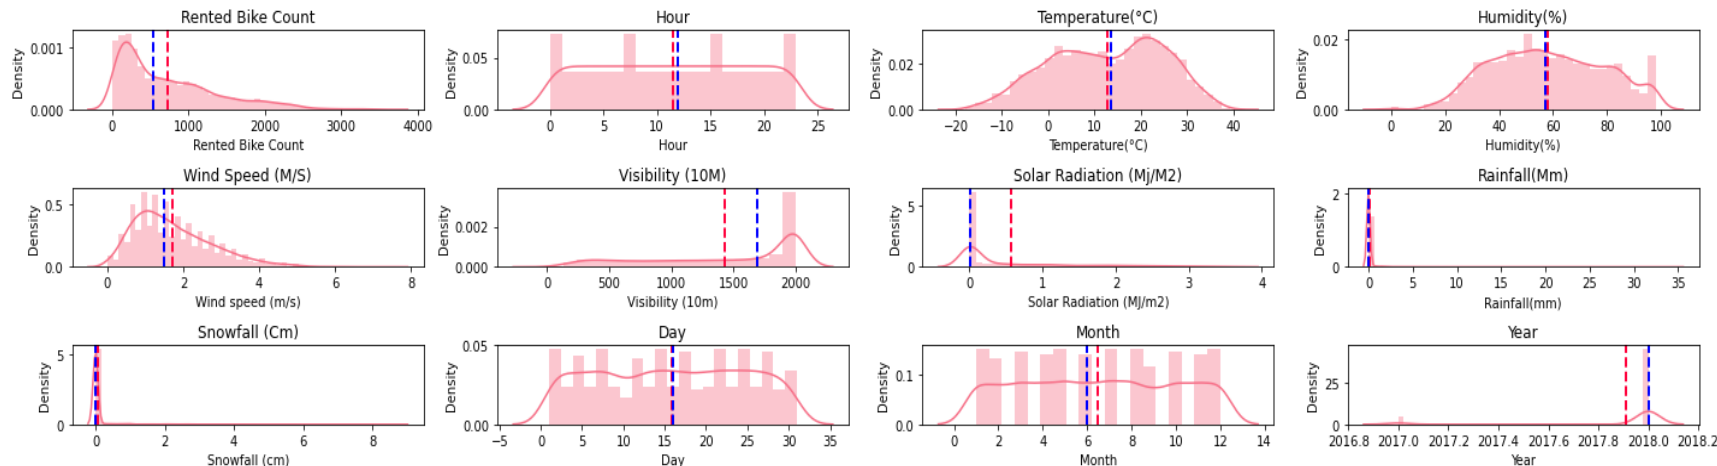 Rented Bike Count
Density
0.001
0.000
0 1000 2000 3000 4000
Rented Bike Count
Hour
Density
0.05
0.00
0 5 10 15 20 25
Hour
Temperature(°C)
Density
0.02
0.00
−20 −10 0 10 20 30 40
Temperature(°C)
Humidity(%)
Density
0.02
0.00
0 20 40 60 80 100
Humidity(%)
Wind Speed (M/S)
Density
0.5
0.0
0 2 4 6 8
Wind speed (m/s)
Visibility (10M)
Density
0.002
0.000
0 500 1000 1500 2000
Visibility (10m)
Solar Radiation (Mj/M2)
Density
5
0
0 1 2 3 4
Solar Radiation (MJ/m2)
Rainfall(Mm)
Density
2
0
0 5 10 15 20 25 30 35
Rainfall(mm)
Snowfall (Cm)
Density
5
0
0 2 4 6 8
Snowfall (cm)
Day
Density
0.05
0.00
−5 0 5 10 15 20 25 30 35
Day
Month
Density
0.1
0.0
0 2 4 6 8 10 12 14
Month
Year
Density
25
0
2016.8 2017.0 2017.2 2017.4 2017.6 2017.8 2018.0 2018.2
Year